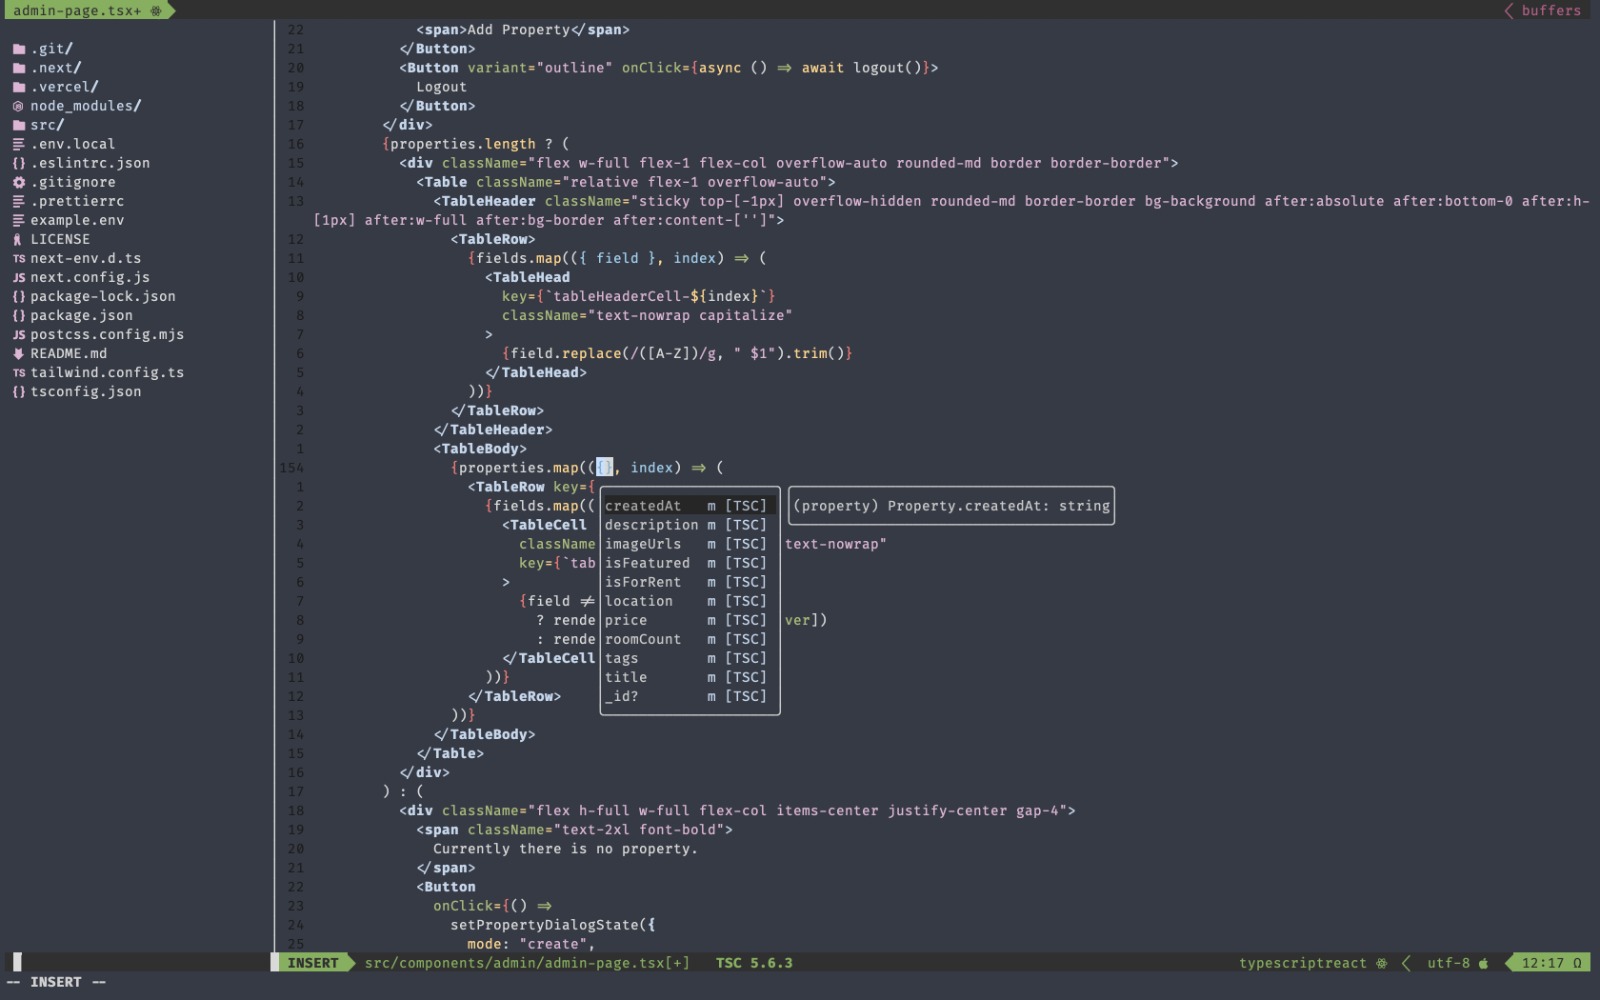 admin-page.tsx+
buffers
.git/
.next/
.vercel/
node_modules/
src/
.env.local
{} .eslintrc.json
.gitignore
.prettierrc
example.env
LICENSE
TS next-env.d.ts
JS next.config.js
{} package-lock.json
{} package.json
JS postcss.config.mjs
README.md
TS tailwind.config.ts
{} tsconfig.json
22 <span>Add Property</span>
21 </Button>
20 <Button variant="outline" onClick={async () => await logout()}>
19 Logout
18 </Button>
17 </div>
16 {properties.length ? (
15 <div className="flex w-full flex-1 flex-col overflow-auto rounded-md border border-border">
14 <Table className="relative flex-1 overflow-auto">
13 <TableHeader className="sticky top-[-1px] overflow-hidden rounded-md border-border bg-background after:absolute after:bottom-0 after:h-
[1px] after:w-full after:bg-border after:content-['']">
12 <TableRow>
11 {fields.map(({ field }, index) => (
10 <TableHead
9 key={`tableHeaderCell-${index}`}
8 className="text-nowrap capitalize"
7 >
6 {field.replace(/([A-Z])/g, " $1").trim()}
5 </TableHead>
4 ))}
3 </TableRow>
2 </TableHeader>
1 <TableBody>
154 {properties.map(({}, index) => (
1 <TableRow key={
2 {fields.map((
3 <TableCell
4 className text-nowrap"
5 key={`tab
6 >
7 {field !=
8 ? rende ver])
9 : rende
10 </TableCell
11 ))}
12 </TableRow>
13 ))}
14 </TableBody>
15 </Table>
16 </div>
17 ) : (
18 <div className="flex h-full w-full flex-col items-center justify-center gap-4">
19 <span className="text-2xl font-bold">
20 Currently there is no property.
21 </span>
22 <Button
23 onClick={() =>
24 setPropertyDialogState({
25 mode: "create",
createdAt m [TSC]
description m [TSC]
imageUrls m [TSC]
isFeatured m [TSC]
isForRent m [TSC]
location m [TSC]
price m [TSC]
roomCount m [TSC]
tags m [TSC]
title m [TSC]
_id? m [TSC]
(property) Property.createdAt: string
INSERT src/components/admin/admin-page.tsx[+] TSC 5.6.3 typescriptreact utf-8 12:17 Ω
-- INSERT --